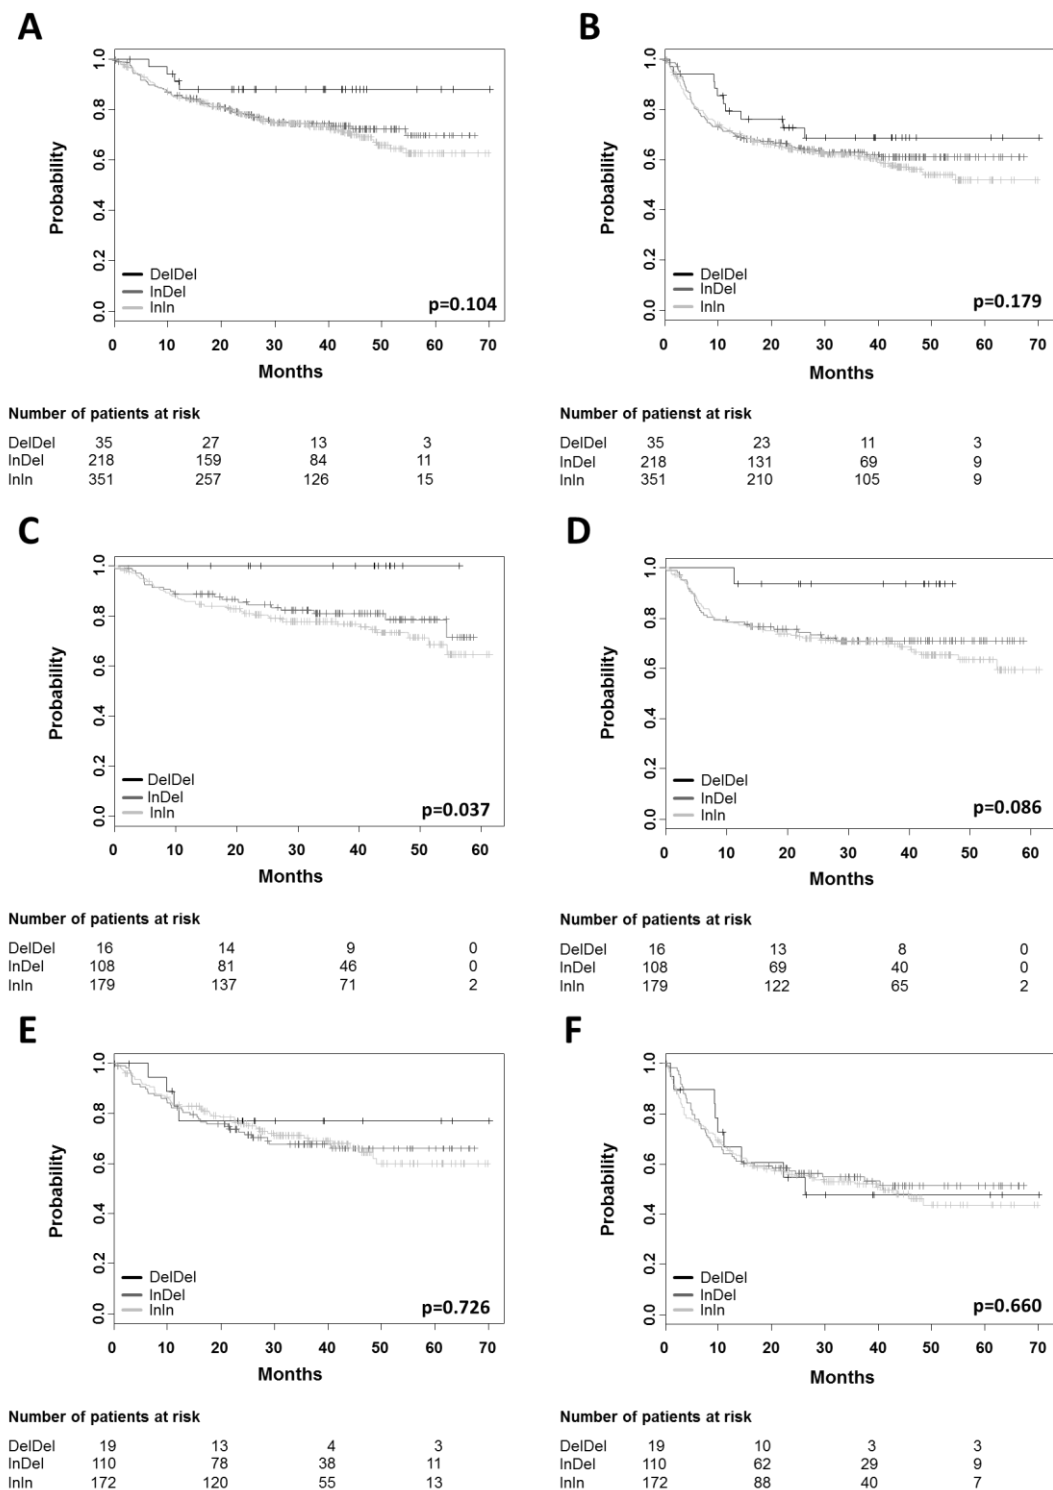 A
Probability
1.0
0.8
0.6
0.4
0.2
0.0
DelDel
InDel
InIn
p=0.104
0 10 20 30 40 50 60 70
Months
Number of patients at risk
DelDel 35 27 13 3
InDel 218 159 84 11
InIn 351 257 126 15
B
Probability
1.0
0.8
0.6
0.4
0.2
0.0
DelDel
InDel
InIn
p=0.179
0 10 20 30 40 50 60 70
Months
Number of patienst at risk
DelDel 35 23 11 3
InDel 218 131 69 9
InIn 351 210 105 9
C
Probability
1.0
0.8
0.6
0.4
0.2
0.0
DelDel
InDel
InIn
p=0.037
0 10 20 30 40 50 60
Months
Number of patients at risk
DelDel 16 14 9 0
InDel 108 81 46 0
InIn 179 137 71 2
D
Probability
1.0
0.8
0.6
0.4
0.2
0.0
DelDel
InDel
InIn
p=0.086
0 10 20 30 40 50 60
Months
Number of patients at risk
DelDel 16 13 8 0
InDel 108 69 40 0
InIn 179 122 65 2
E
Probability
1.0
0.8
0.6
0.4
0.2
0.0
DelDel
InDel
InIn
p=0.726
0 10 20 30 40 50 60 70
Months
Number of patients at risk
DelDel 19 13 4 3
InDel 110 78 38 11
InIn 172 120 55 13
F
Probability
1.0
0.8
0.6
0.4
0.2
0.0
DelDel
InDel
InIn
p=0.660
0 10 20 30 40 50 60 70
Months
Number of patients at risk
DelDel 19 10 3 3
InDel 110 62 29 9
InIn 172 88 40 7